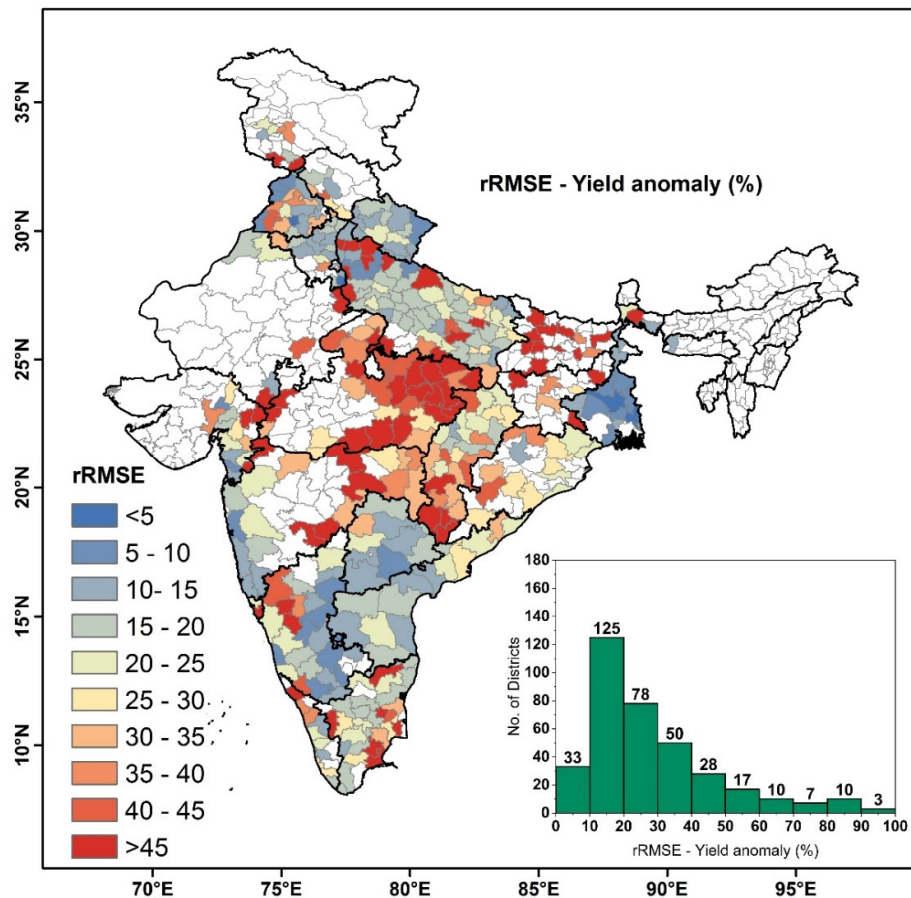 rRMSE - Yield anomaly (%)
35°N
30°N
25°N
20°N
15°N
10°N
rRMSE
<5
5 - 10
10- 15
15 - 20
20 - 25
25 - 30
30 - 35
35 - 40
40 - 45
>45
70°E 75°E 80°E 85°E 90°E 95°E
No. of Districts
180
160
140
120
100
80
60
40
20
0
33 125 78 50 28 17 10 7 10 3
0 10 20 30 40 50 60 70 80 90 100
rRMSE - Yield anomaly (%)